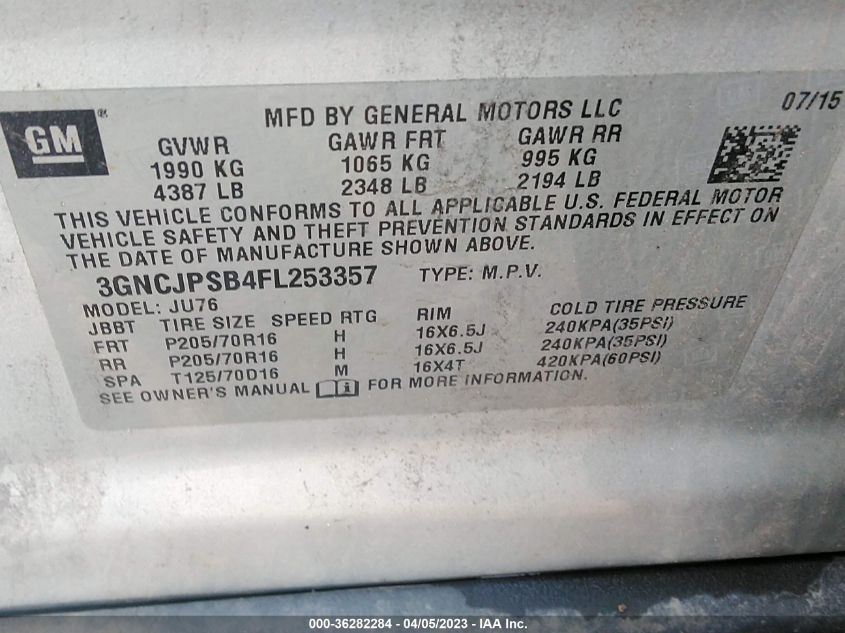 GM ®
MFD BY GENERAL MOTORS LLC
07/15
GVWR GAWR FRT GAWR RR
1990 KG 1065 KG 995 KG
4387 LB 2348 LB 2194 LB
THIS VEHICLE CONFORMS TO ALL APPLICABLE U.S. FEDERAL MOTOR
VEHICLE SAFETY AND THEFT PREVENTION STANDARDS IN EFFECT ON
THE DATE OF MANUFACTURE SHOWN ABOVE.
3GNCJPSB4FL253357 TYPE: M.P.V.
MODEL: JU76
JBBT TIRE SIZE SPEED RTG RIM COLD TIRE PRESSURE
FRT P205/70R16 H 16X6.5J 240KPA(35PSI)
RR P205/70R16 H 16X6.5J 240KPA(35PSI)
SPA T125/70D16 M 16X4T 420KPA(60PSI)
SEE OWNER'S MANUAL FOR MORE INFORMATION.
000-36282284 - 04/05/2023 - IAA Inc.